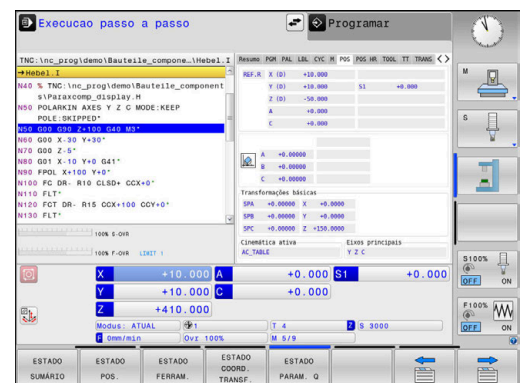 Execucao passo a passo
Programar
TNC:\nc_prog\demo\Bauteile_compone…\Hebel.I
→Hebel.I
N40 % TNC:\nc_prog\demo\Bauteile_component
s\Paraxcomp_display.H
N50 POLARKIN AXES Y Z C MODE:KEEP
POLE:SKIPPED*
N50 G00 G90 Z+100 G40 M3*
N60 G00 X-30 Y+30*
N70 G00 Z-5*
N80 G01 X-10 Y+0 G41*
N90 FPOL X+100 Y+0*
N100 FC DR- R10 CLSD+ CCX+0*
N110 FLT*
N120 FCT DR- R15 CCX+100 CCY+0*
N130 FLT*
100% S-OVR
100% F-OVR LIMIT 1
Resumo PGM PAL LBL CYC M POS POS HR TOOL TT TRANS
REF.R X (D) +10.000
Y (D) +10.000 S1 +0.000
Z (D) -50.000
A +0.000
C +0.000
A +0.00000
B +0.00000
C +0.00000
Transformações básicas
SPA +0.00000 X +0.0000
SPB +0.00000 Y +0.0000
SPC +0.00000 Z -150.0000
Cinemática ativa Eixos principais
AC_TABLE Y Z C
X +10.000 A +0.000 S1 +0.000
Y +10.000 C +0.000
Z +410.000
Modus: ATUAL 1 T 4 Z S 3000
F 0mm/min Ovr 100% M 5/9
M
S
S100%
OFF ON
F100%
OFF ON
ESTADO SUMÁRIO
ESTADO POS.
ESTADO FERRAM.
ESTADO COORD. TRANSF.
ESTADO PARAM. Q